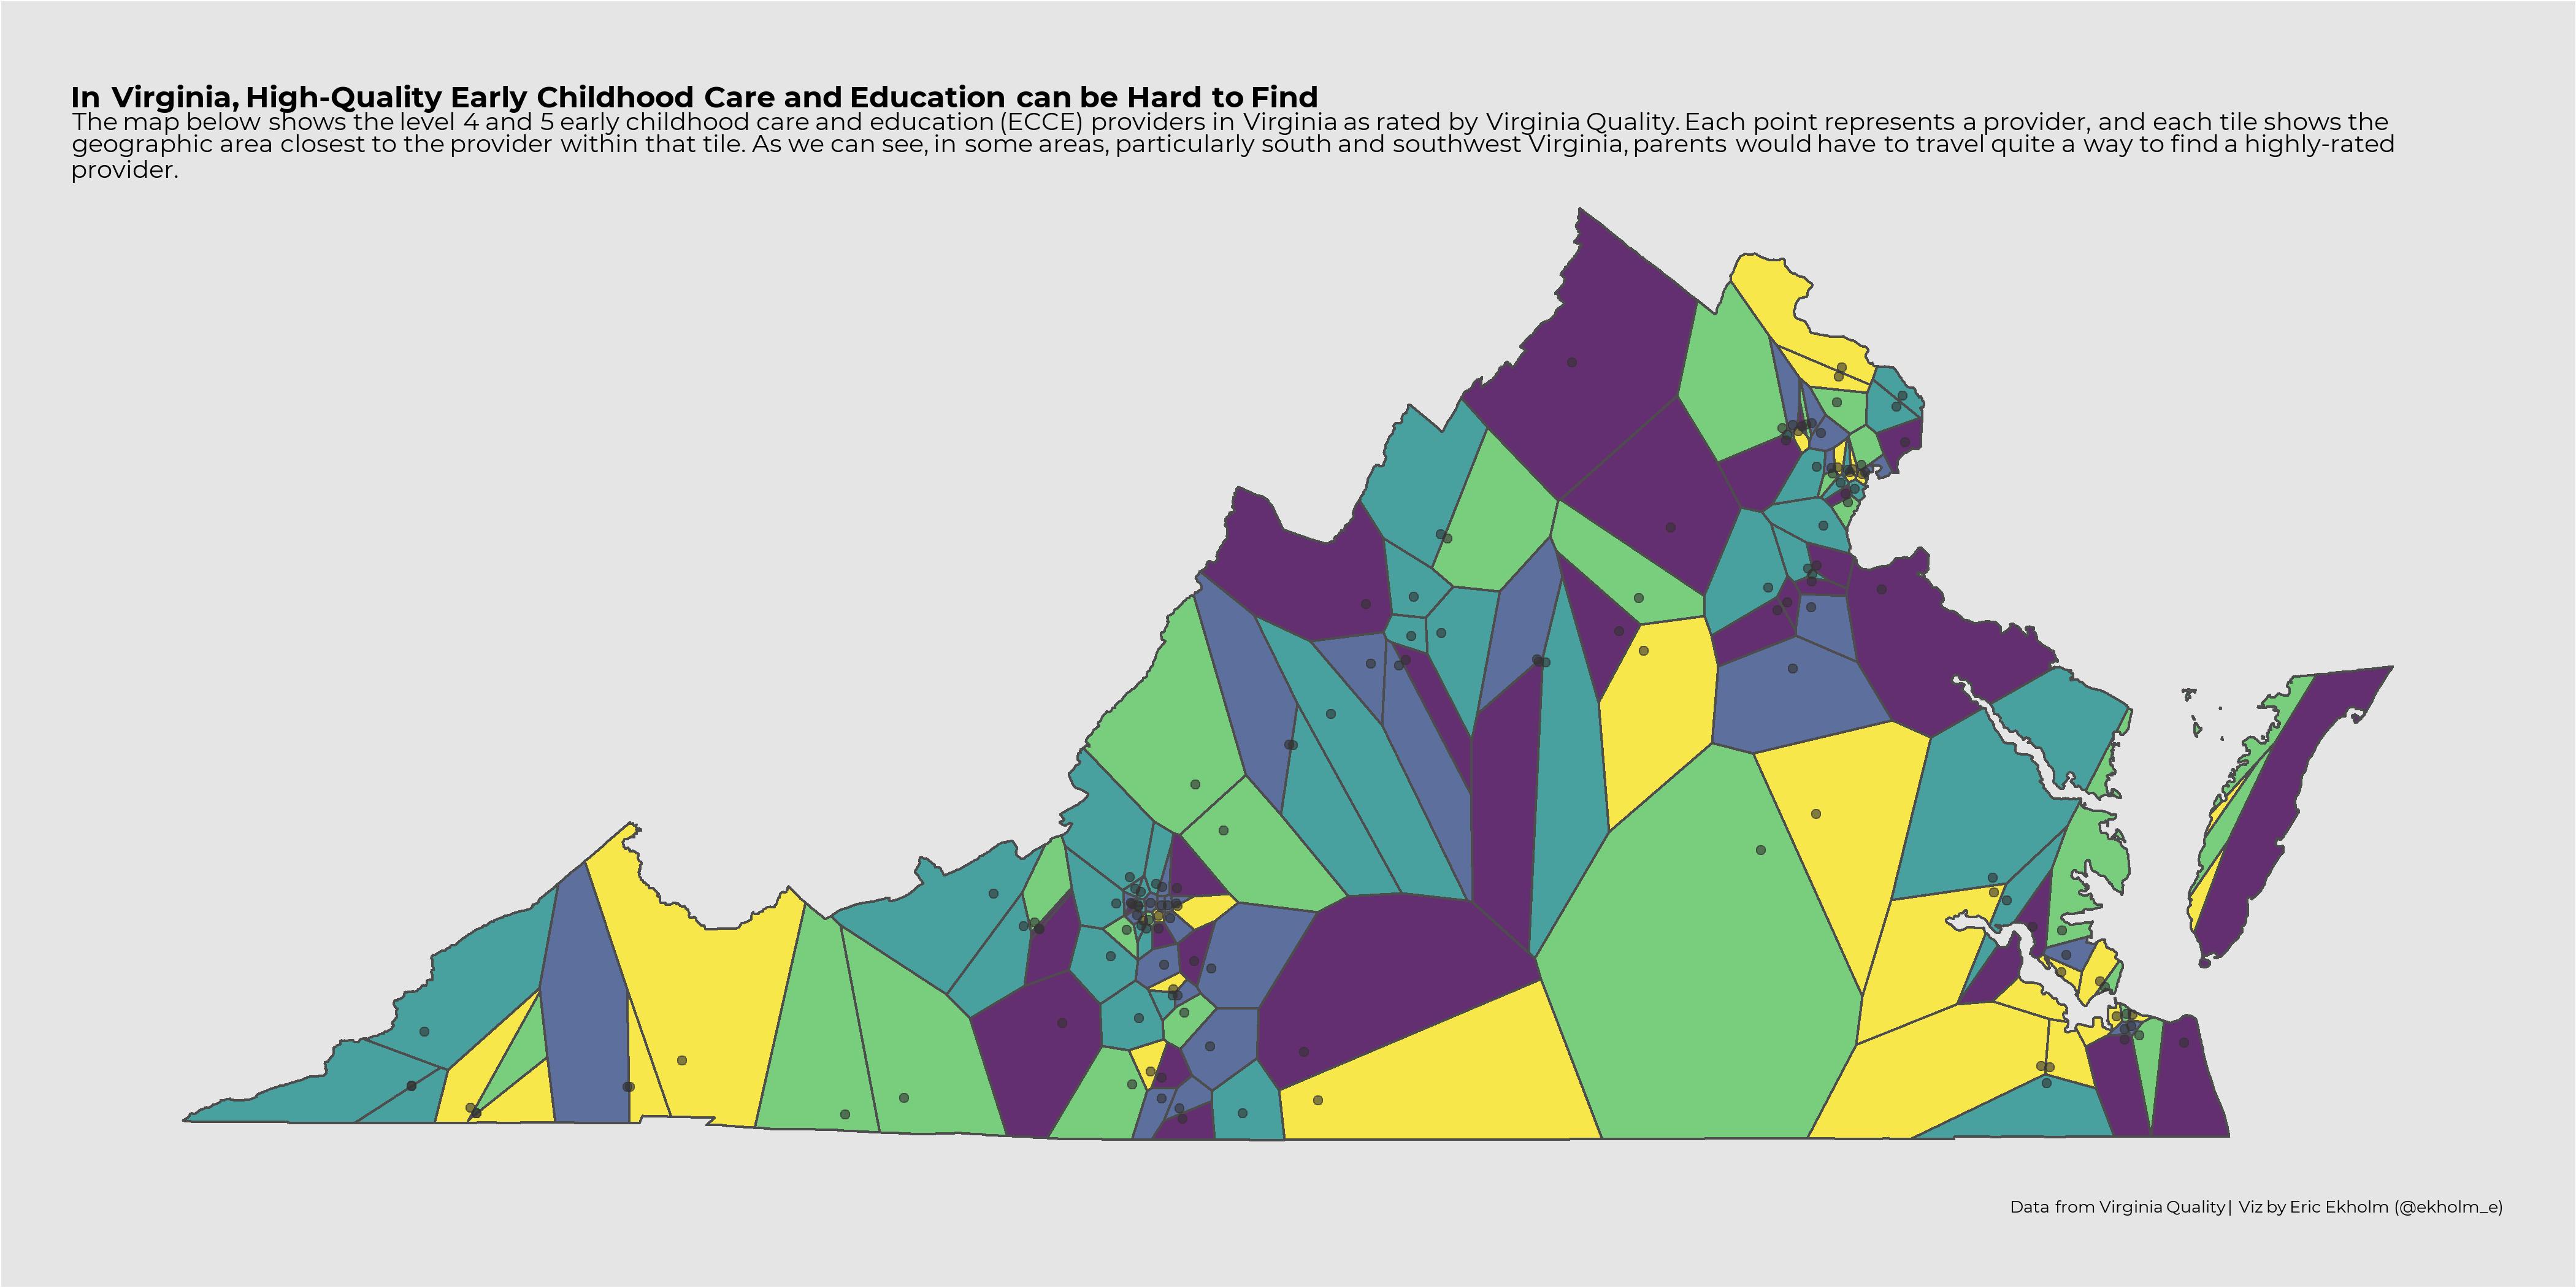 In Virginia, High-Quality Early Childhood Care and Education can be Hard to Find
The map below shows the level 4 and 5 early childhood care and education (ECCE) providers in Virginia as rated by Virginia Quality. Each point represents a provider, and each tile shows the
geographic area closest to the provider within that tile. As we can see, in some areas, particularly south and southwest Virginia, parents would have to travel quite a way to find a highly-rated
provider.
Data from Virginia Quality| Viz by Eric Ekholm (@ekholm_e)